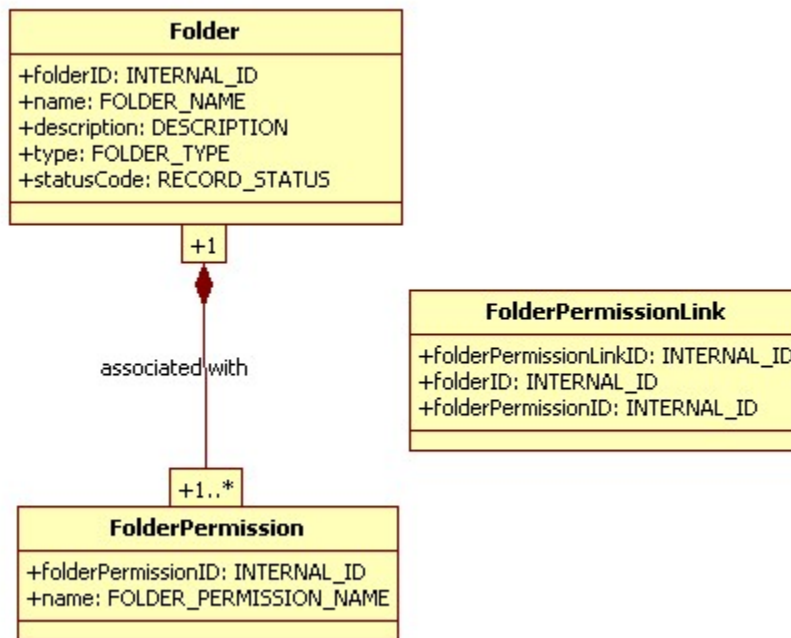 Folder
+folderID: INTERNAL_ID
+name: FOLDER_NAME
+description: DESCRIPTION
+type: FOLDER_TYPE
+statusCode: RECORD_STATUS
+1
associated with
+1..*
FolderPermissionLink
+folderPermissionLinkID: INTERNAL_ID
+folderID: INTERNAL_ID
+folderPermissionID: INTERNAL_ID
FolderPermission
+folderPermissionID: INTERNAL_ID
+name: FOLDER_PERMISSION_NAME